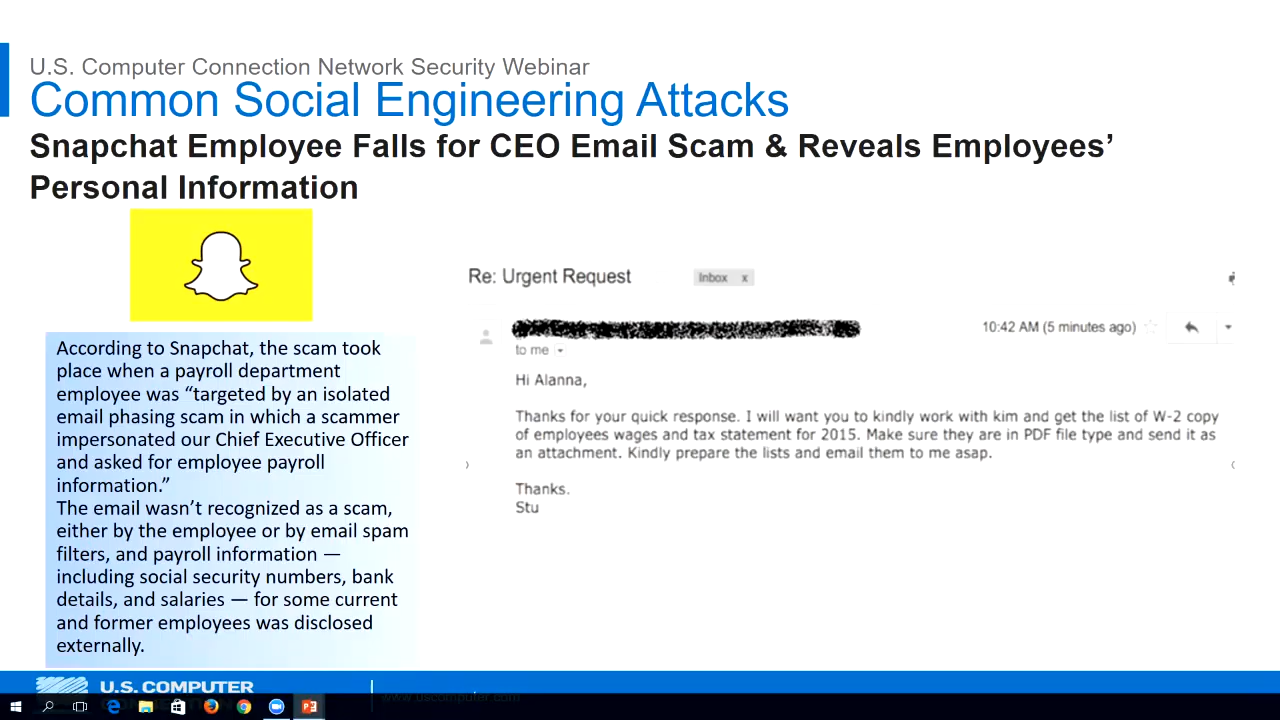 U.S. Computer Connection Network Security Webinar
Common Social Engineering Attacks
Snapchat Employee Falls for CEO Email Scam & Reveals Employees’
Personal Information
According to Snapchat, the scam took
place when a payroll department
employee was “targeted by an isolated
email phasing scam in which a scammer
impersonated our Chief Executive Officer
and asked for employee payroll
information.”
The email wasn’t recognized as a scam,
either by the employee or by email spam
filters, and payroll information —
including social security numbers, bank
details, and salaries — for some current
and former employees was disclosed
externally.
Re: Urgent Request
Inbox x
10:42 AM (5 minutes ago)
to me
Hi Alanna,
Thanks for your quick response. I will want you to kindly work with kim and get the list of W-2 copy
of employees wages and tax statement for 2015. Make sure they are in PDF file type and send it as
an attachment. Kindly prepare the lists and email them to me asap.
Thanks.
Stu
U.S. COMPUTER
www.uscomputer.com